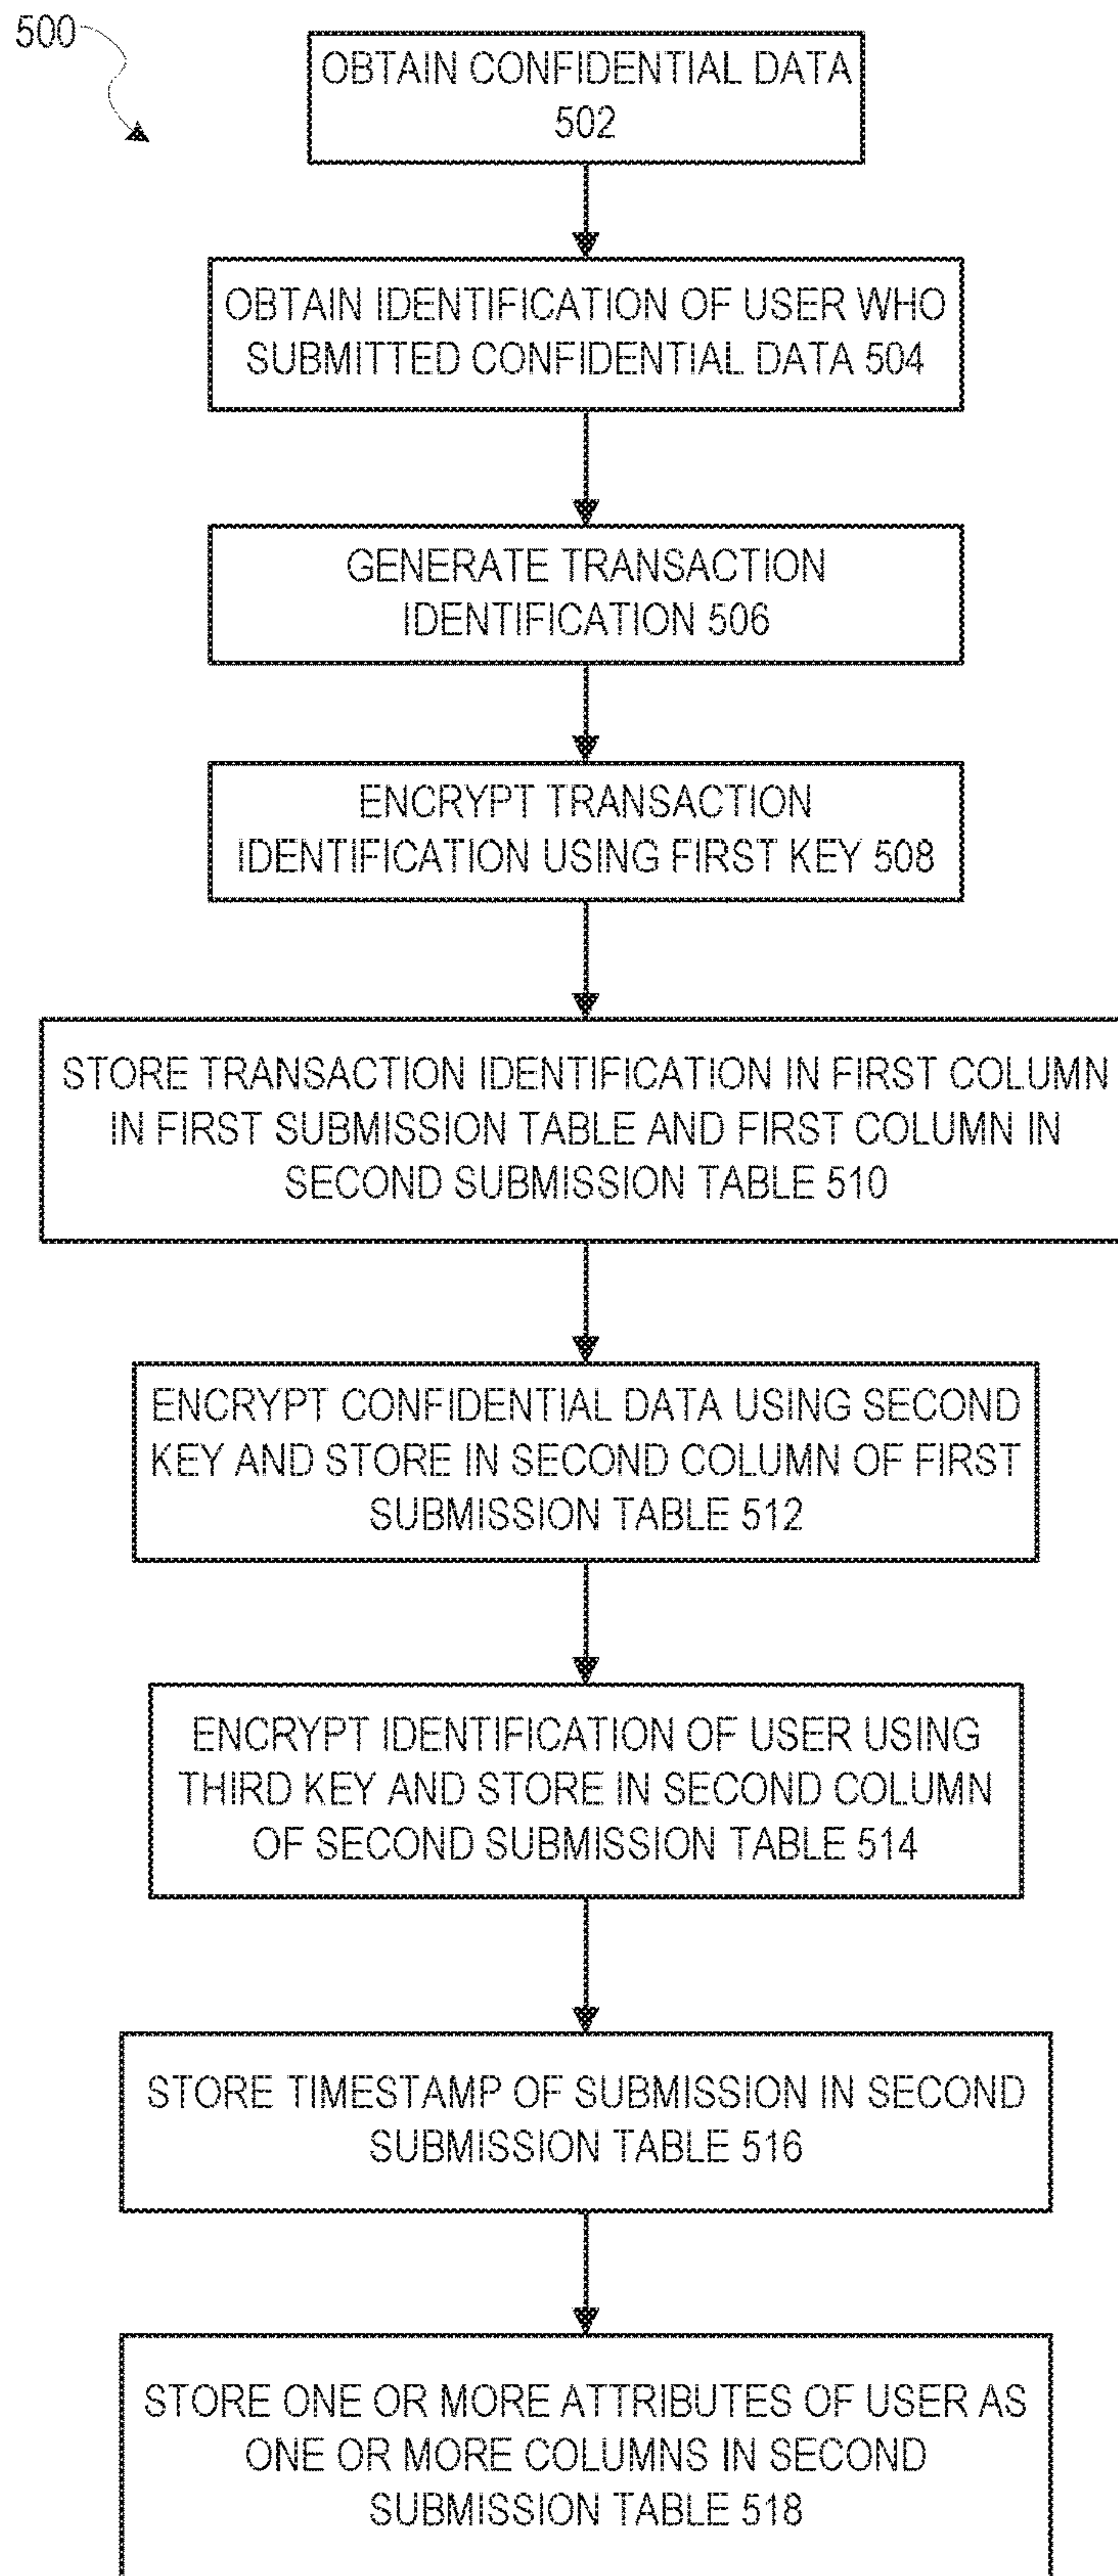 500
OBTAIN CONFIDENTIAL DATA
502
OBTAIN IDENTIFICATION OF USER WHO
SUBMITTED CONFIDENTIAL DATA 504
GENERATE TRANSACTION
IDENTIFICATION 506
ENCRYPT TRANSACTION
IDENTIFICATION USING FIRST KEY 508
STORE TRANSACTION IDENTIFICATION IN FIRST COLUMN
IN FIRST SUBMISSION TABLE AND FIRST COLUMN IN
SECOND SUBMISSION TABLE 510
ENCRYPT CONFIDENTIAL DATA USING SECOND
KEY AND STORE IN SECOND COLUMN OF FIRST
SUBMISSION TABLE 512
ENCRYPT IDENTIFICATION OF USER USING
THIRD KEY AND STORE IN SECOND COLUMN
OF SECOND SUBMISSION TABLE 514
STORE TIMESTAMP OF SUBMISSION IN SECOND
SUBMISSION TABLE 516
STORE ONE OR MORE ATTRIBUTES OF USER AS
ONE OR MORE COLUMNS IN SECOND
SUBMISSION TABLE 518